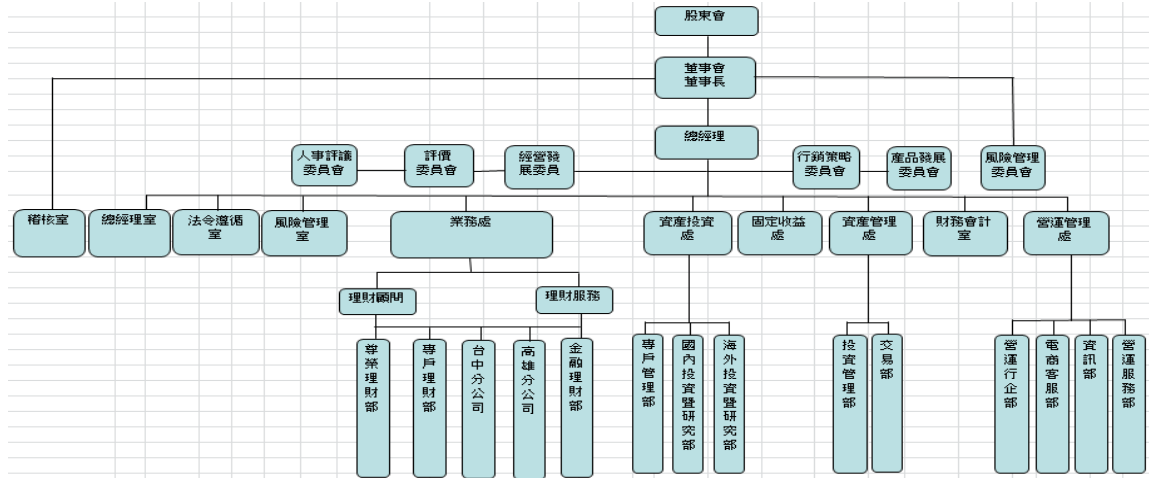 股東會
董事會
董事長
總經理
人事評議
委員會
評價
委員會
經營發
展委員
行銷策略
委員會
產品發展
委員會
風險管理
委員會
稽核室
總經理室
法令遵循
室
風險管理
室
業務處
資產投資
處
固定收益
處
資產管理
處
財務會計
室
營運管理
處
理財顧問
理財服務
尊榮理財部
專戶理財部
台中分公司
高雄分公司
金融理財部
專戶管理部
國內投資暨研究部
海外投資暨研究部
投資管理部
交易部
營運行企部
電商客服部
資訊部
營運服務部